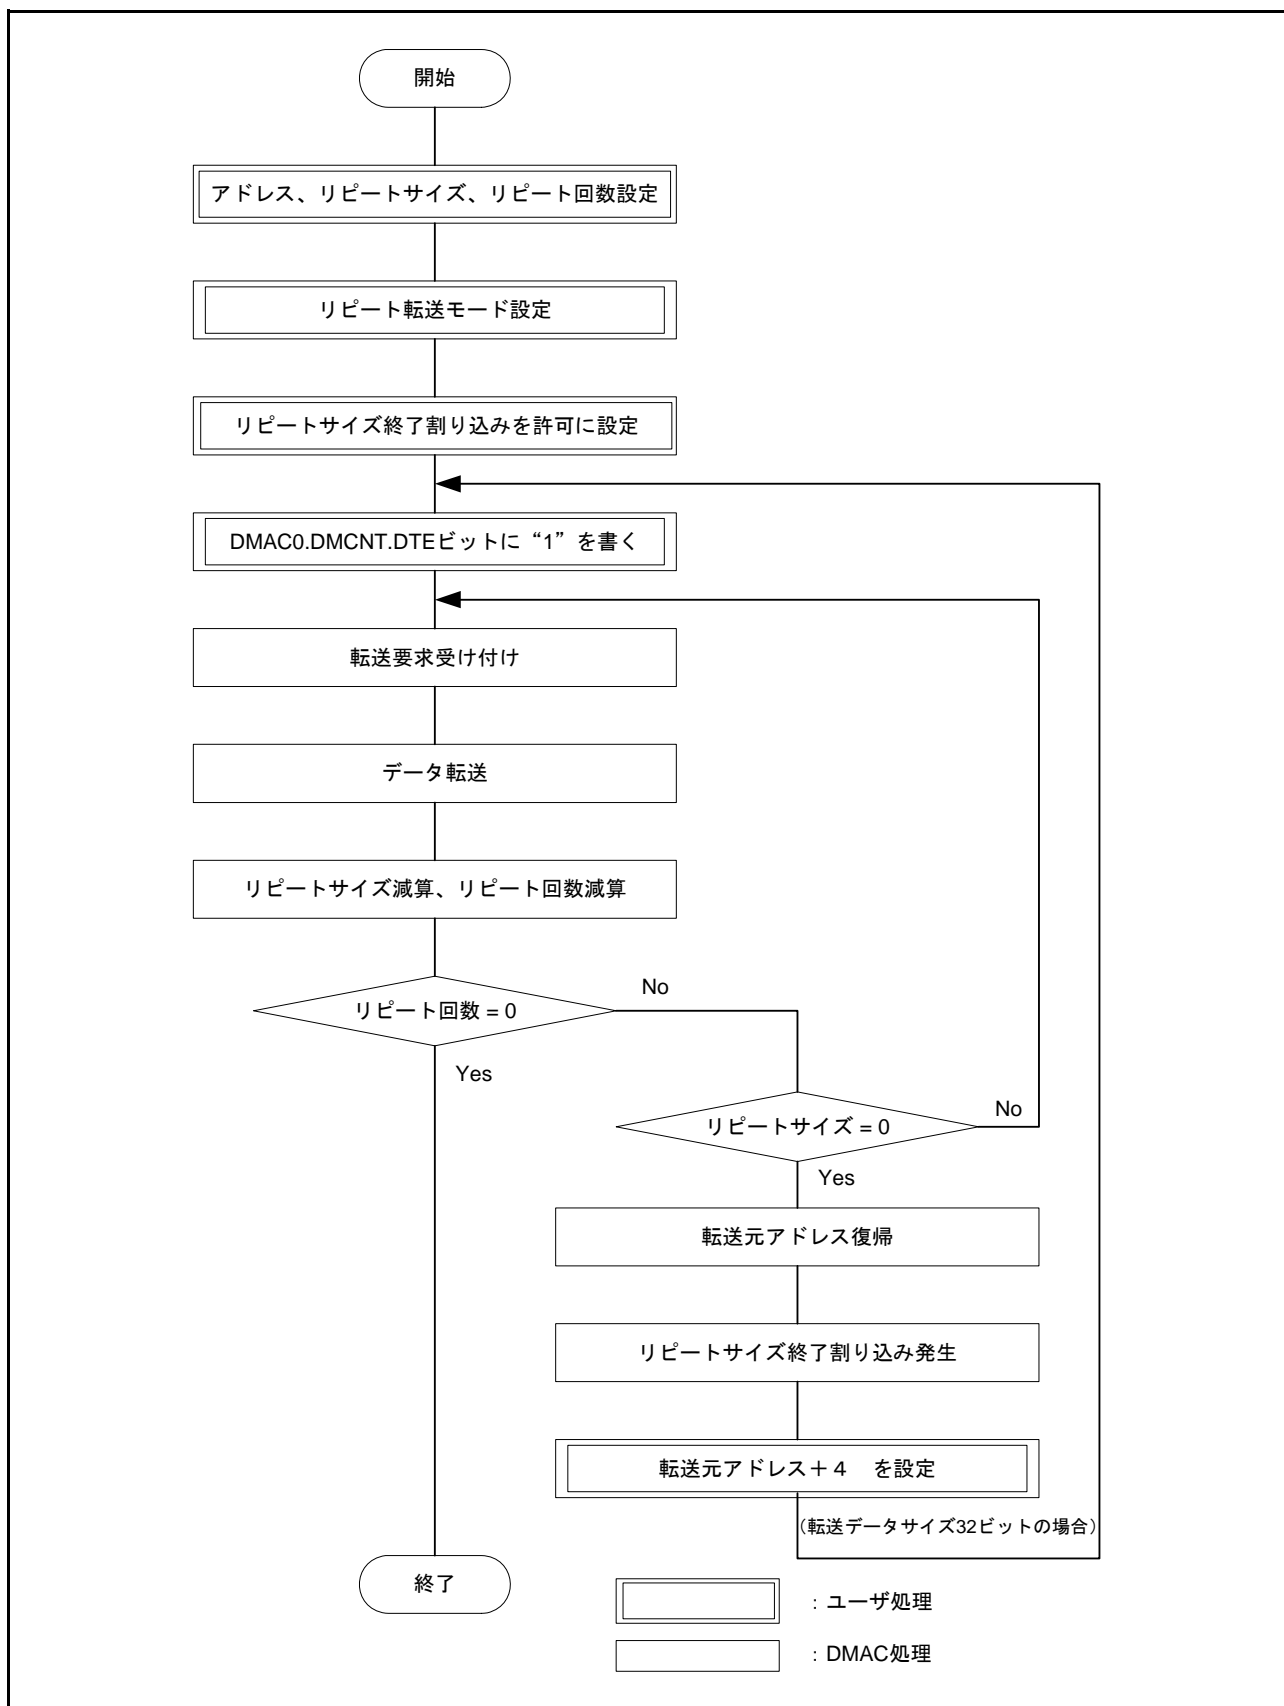 開始
アドレス、リピートサイズ、リピート回数設定
リピート転送モード設定
リピートサイズ終了割り込みを許可に設定
DMAC0.DMCNT.DTEビットに“1”を書く
転送要求受け付け
データ転送
リピートサイズ減算、リピート回数減算
リピート回数 = 0
No
Yes
リピートサイズ = 0
No
Yes
転送元アドレス復帰
リピートサイズ終了割り込み発生
転送元アドレス＋４　を設定
（転送データサイズ32ビットの場合）
終了
：ユーザ処理
：DMAC処理